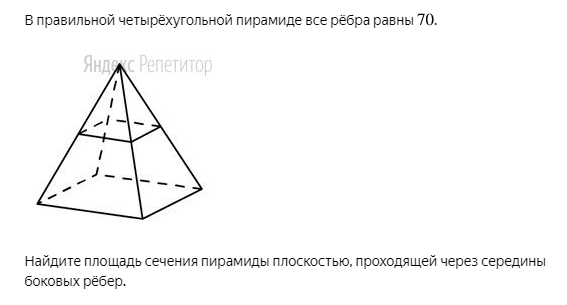 В правильной четырёхугольной пирамиде все рёбра равны 70.
Яндекс Репетитор
Найдите площадь сечения пирамиды плоскостью, проходящей через середины
боковых рёбер.